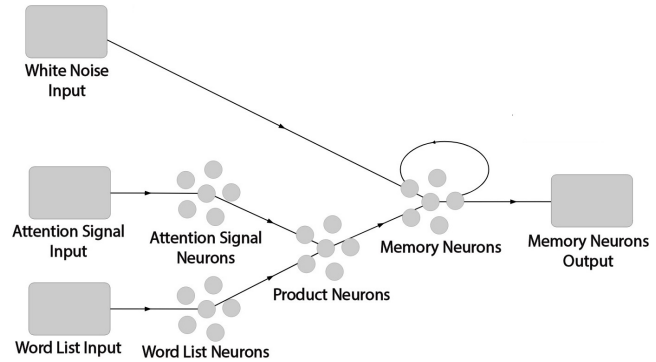 White Noise
Input
Attention Signal
Input
Attention Signal
Neurons
Memory Neurons
Memory Neurons
Output
Product Neurons
Word List Input
Word List Neurons